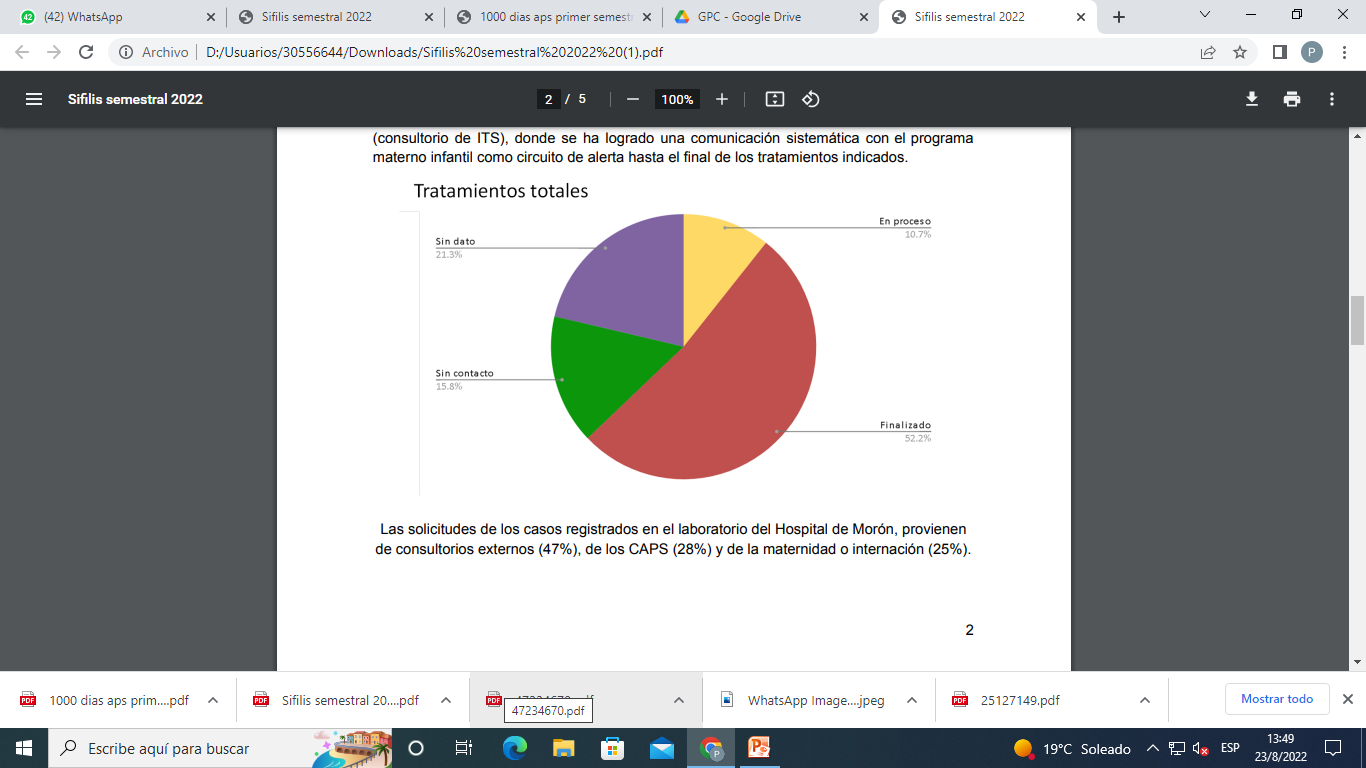 (42) WhatsApp
Sifilis semestral 2022
1000 dias aps primer semestr
GPC - Google Drive
Sifilis semestral 2022
Archivo
D:/Usuarios/30556644/Downloads/Sifilis%20semestral%202022%20(1).pdf
P
Sifilis semestral 2022
2 / 5
100%
(consultorio de ITS), donde se ha logrado una comunicación sistemática con el programa
materno infantil como circuito de alerta hasta el final de los tratamientos indicados.
Tratamientos totales
En proceso
10.7%
Sin dato
21.3%
Sin contacto
15.8%
Finalizado
52.2%
Las solicitudes de los casos registrados en el laboratorio del Hospital de Morón, provienen
de consultorios externos (47%), de los CAPS (28%) y de la maternidad o internación (25%).
2
1000 dias aps prim....pdf
Sifilis semestral 20....pdf
47234670.pdf
47234670.pdf
WhatsApp Image....jpeg
25127149.pdf
Mostrar todo
Escribe aquí para buscar
19°C Soleado
ESP
13:49
23/8/2022